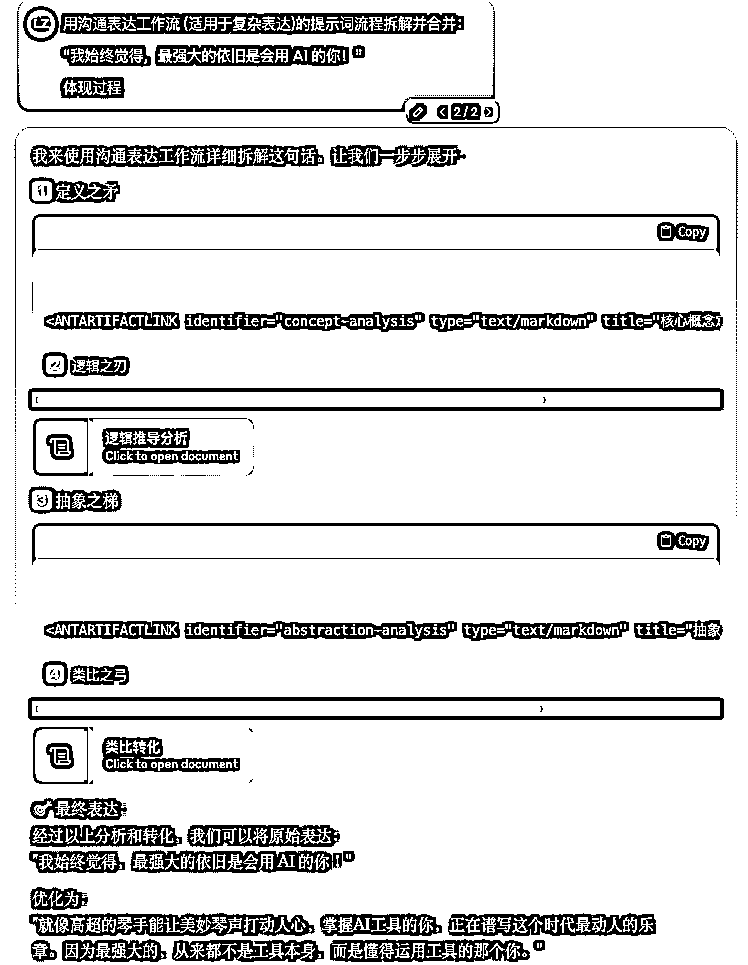 LZ 用沟通表达工作流(适用于复杂表达)的提示词流程拆解并合并:
"我始终觉得，最强大的依旧是会用 AI 的你！"
体现过程
2/2
我来使用沟通表达工作流详细拆解这句话。让我们一步步展开:
1 定义之矛
Copy
<ANTARTIFACTLINK identifier="concept-analysis" type="text/markdown" title="核心概念
2 逻辑之刃
逻辑推导分析
Click to open document
3 抽象之梯
Copy
<ANTARTIFACTLINK identifier="abstraction-analysis" type="text/markdown" title="抽象
4 类比之弓
类比转化
Click to open document
最终表达:
经过以上分析和转化，我们可以将原始表达:
"我始终觉得，最强大的依旧是会用 AI 的你！"
优化为:
"就像高超的琴手能让美妙琴声打动人心，掌握AI工具的你，正在谱写这个时代最动人的乐
章。因为最强大的，从来都不是工具本身，而是懂得运用工具的那个你。"